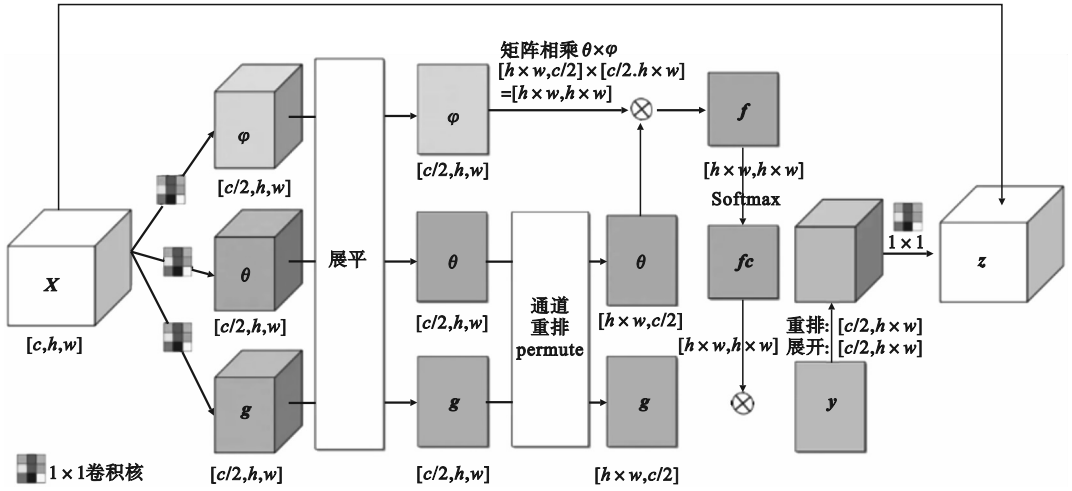 矩阵相乘θ×φ
[h×w,c/2]×[c/2.h×w]
=[h×w,h×w]
φ
φ
f
[c/2,h,w]
[c/2,h,w]
[h×w,h×w]
Softmax
X
θ
展平
θ
θ
fc
1×1
z
[c,h,w]
[c/2,h,w]
[c/2,h,w]
通道
重排
permute
[h×w,c/2]
[h×w,h×w]
重排:[c/2,h×w]
展开:[c/2,h×w]
g
g
g
y
1×1卷积核
[c/2,h,w]
[c/2,h,w]
[h×w,c/2]